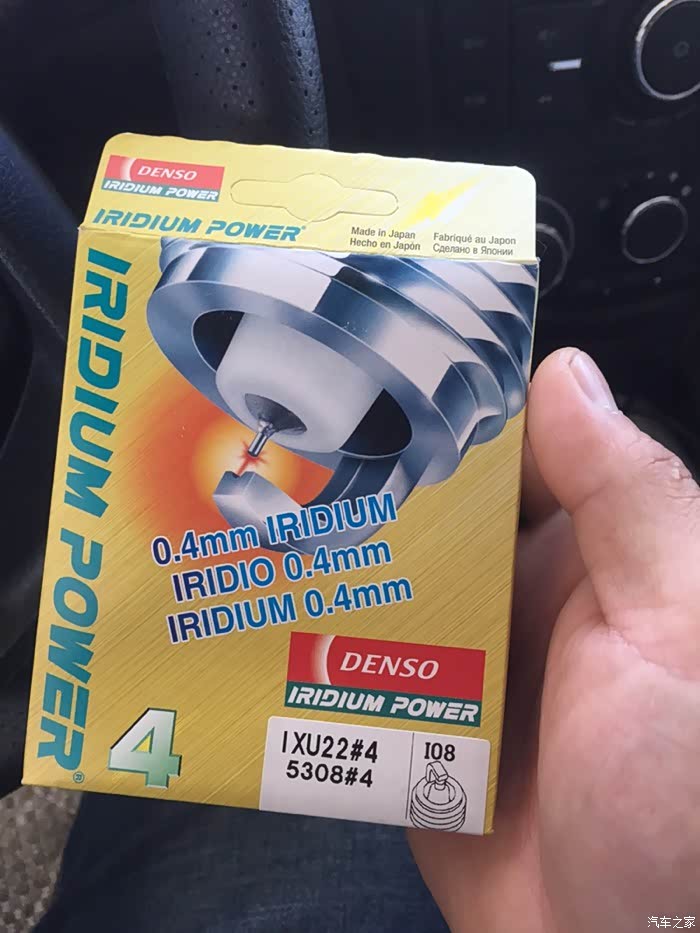 DENSO
IRIDIUM POWER
IRIDIUM POWER®
Made in Japan
Hecho en Japón
Fabriqué au Japon
Сделано в Японии
IRIDIUM POWER®
0.4mm IRIDIUM
IRIDIO 0.4mm
IRIDIUM 0.4mm
DENSO
IRIDIUM POWER
4
IXU22#4
5308#4
I08
汽车之家